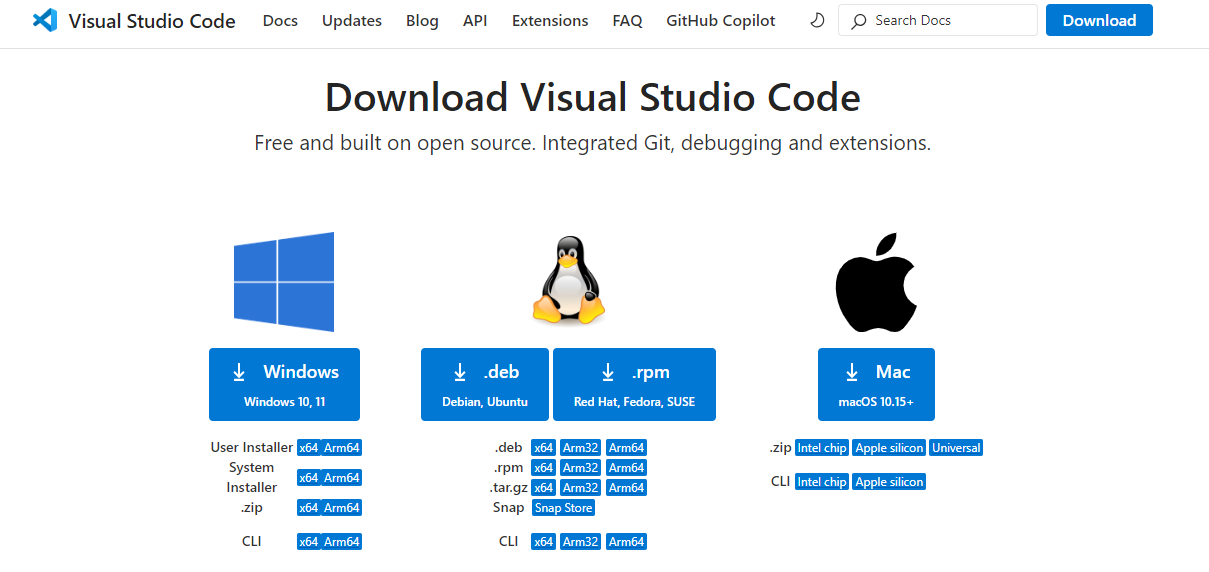 Visual Studio Code Docs Updates Blog API Extensions FAQ GitHub Copilot Search Docs Download
Download Visual Studio Code
Free and built on open source. Integrated Git, debugging and extensions.
Windows
Windows 10, 11
User Installer x64 Arm64
System
Installer x64 Arm64
.zip x64 Arm64
CLI x64 Arm64
.deb
Debian, Ubuntu
.rpm
Red Hat, Fedora, SUSE
.deb x64 Arm32 Arm64
.rpm x64 Arm32 Arm64
.tar.gz x64 Arm32 Arm64
Snap Snap Store
CLI x64 Arm32 Arm64
Mac
macOS 10.15+
.zip Intel chip Apple silicon Universal
CLI Intel chip Apple silicon